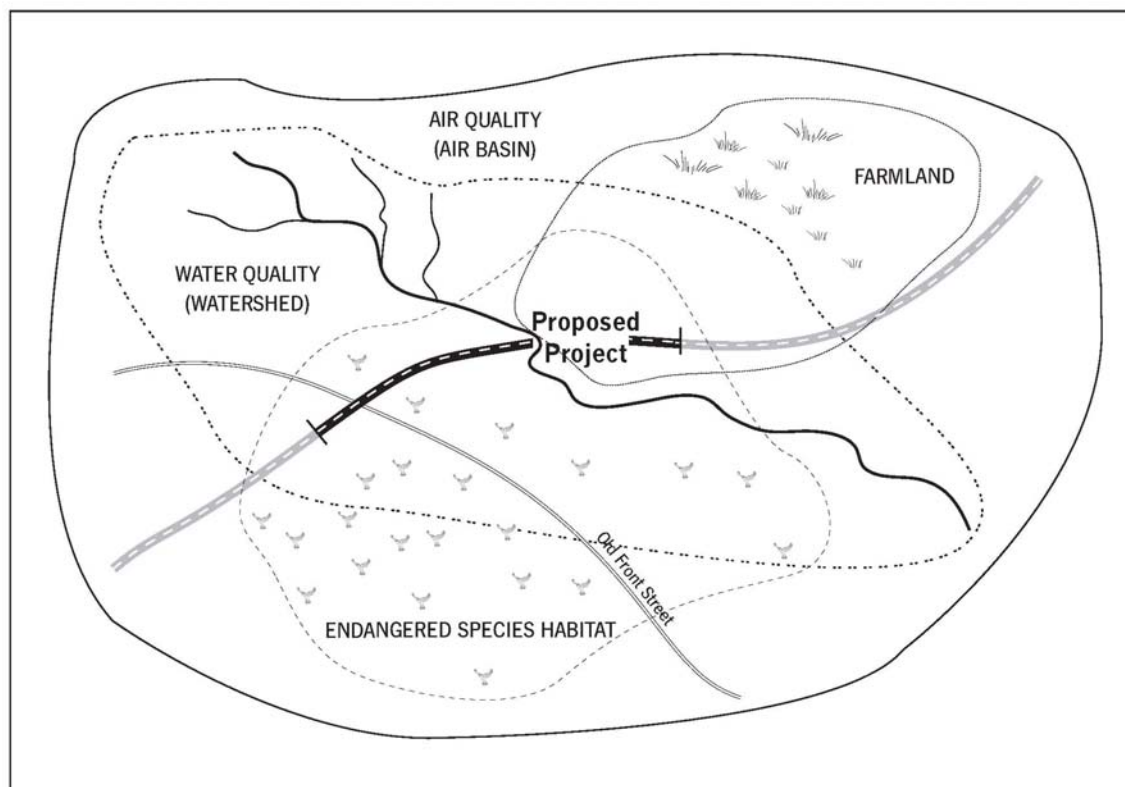 AIR QUALITY
(AIR BASIN)
FARMLAND
WATER QUALITY
(WATERSHED)
Proposed
Project
Old Front Street
ENDANGERED SPECIES HABITAT